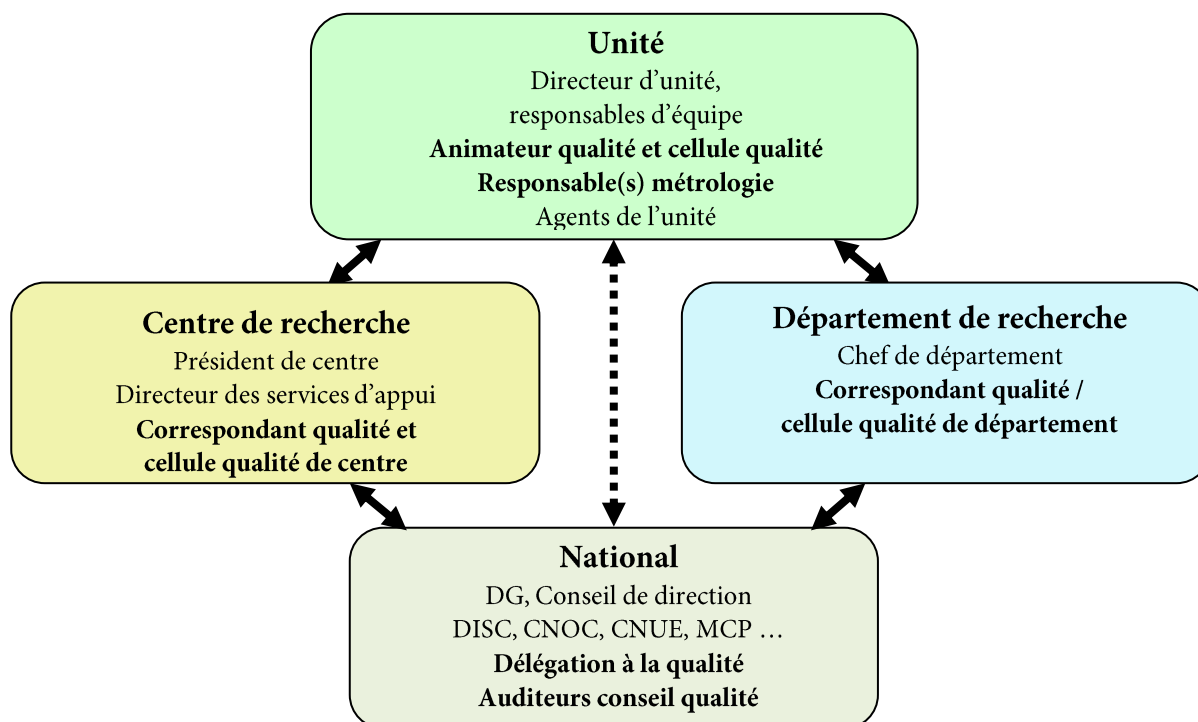 Unité
Directeur d’unité,
responsables d’équipe
Animateur qualité et cellule qualité
Responsable(s) métrologie
Agents de l’unité
Centre de recherche
Président de centre
Directeur des services d’appui
Correspondant qualité et
cellule qualité de centre
Département de recherche
Chef de département
Correspondant qualité /
cellule qualité de département
National
DG, Conseil de direction
DISC, CNOC, CNUE, MCP …
Délégation à la qualité
Auditeurs conseil qualité